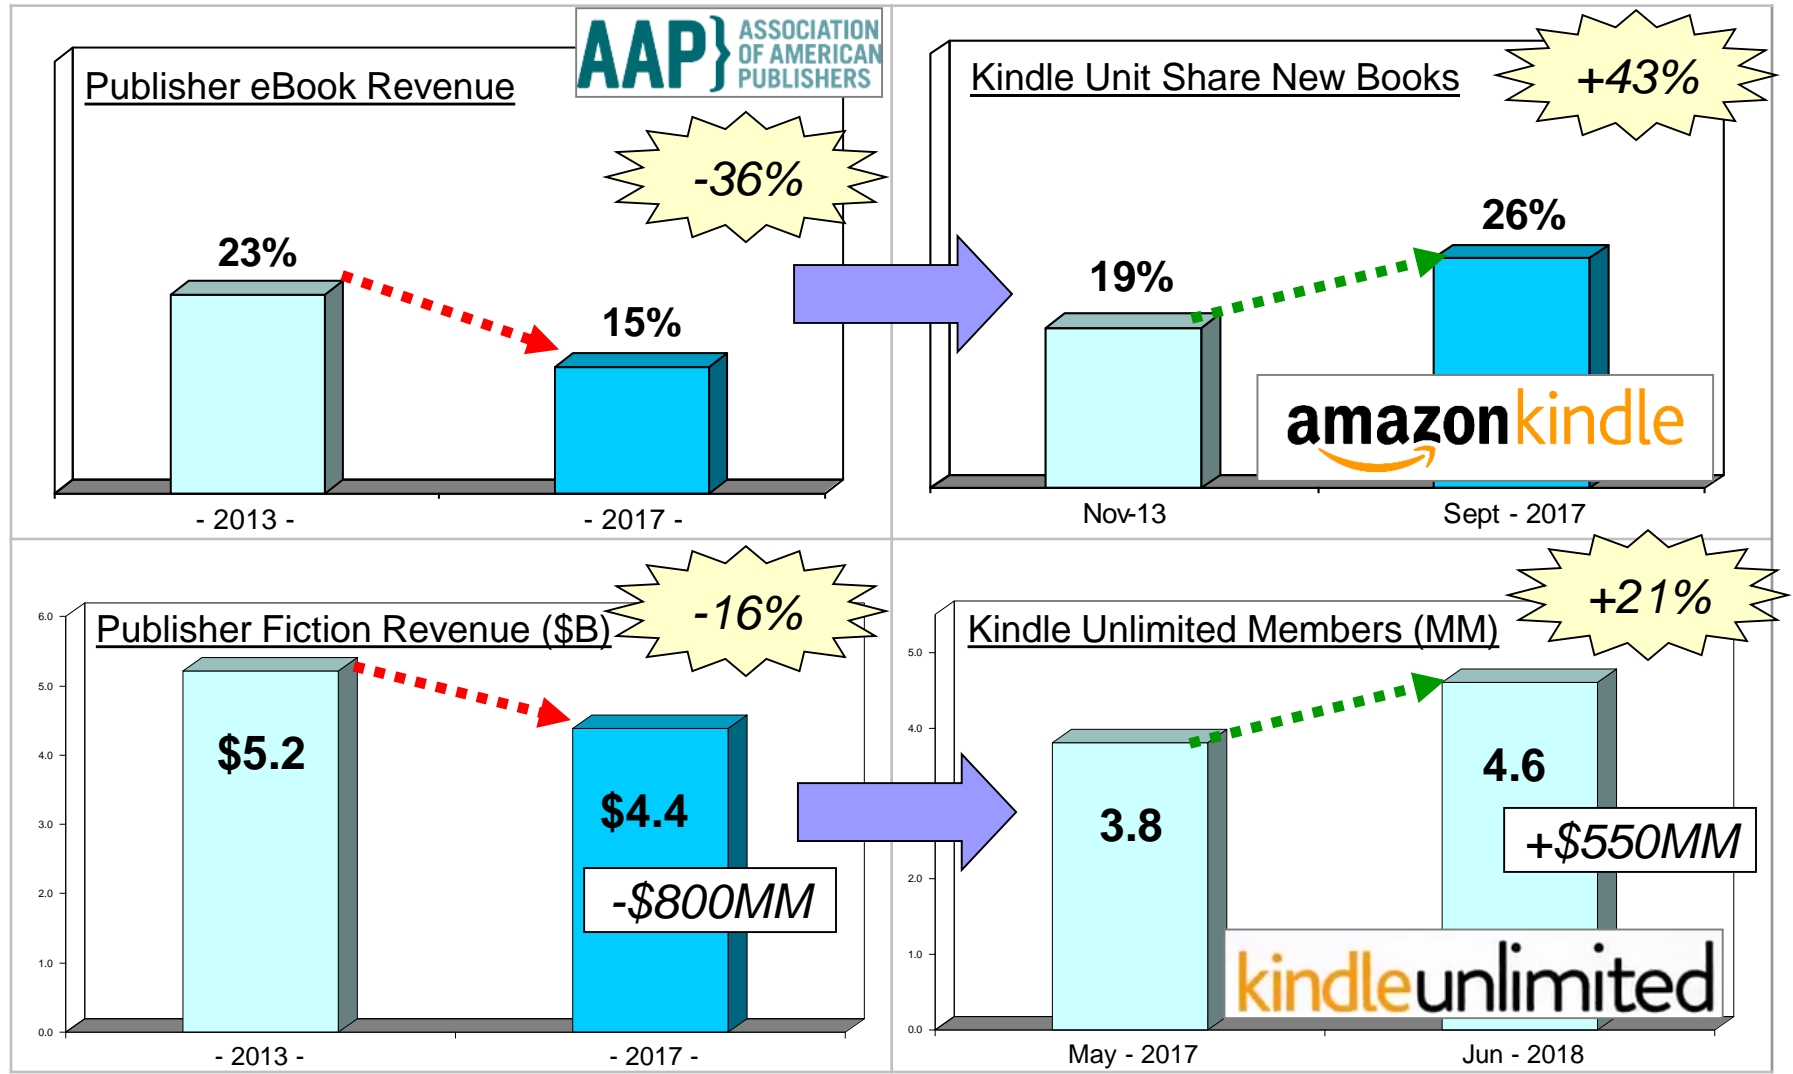 AAP} ASSOCIATION
OF AMERICAN
PUBLISHERS
Publisher eBook Revenue
-36%
23%
15%
- 2013 -
- 2017 -
Kindle Unit Share New Books
+43%
19%
26%
amazonkindle
Nov-13
Sept - 2017
Publisher Fiction Revenue ($B)
-16%
6.0
5.0
4.0
3.0
2.0
1.0
0.0
$5.2
$4.4
-$800MM
- 2013 -
- 2017 -
Kindle Unlimited Members (MM)
+21%
5.0
4.0
2.0
1.0
0.0
3.8
4.6
+$550MM
kindleunlimited
May - 2017
Jun - 2018